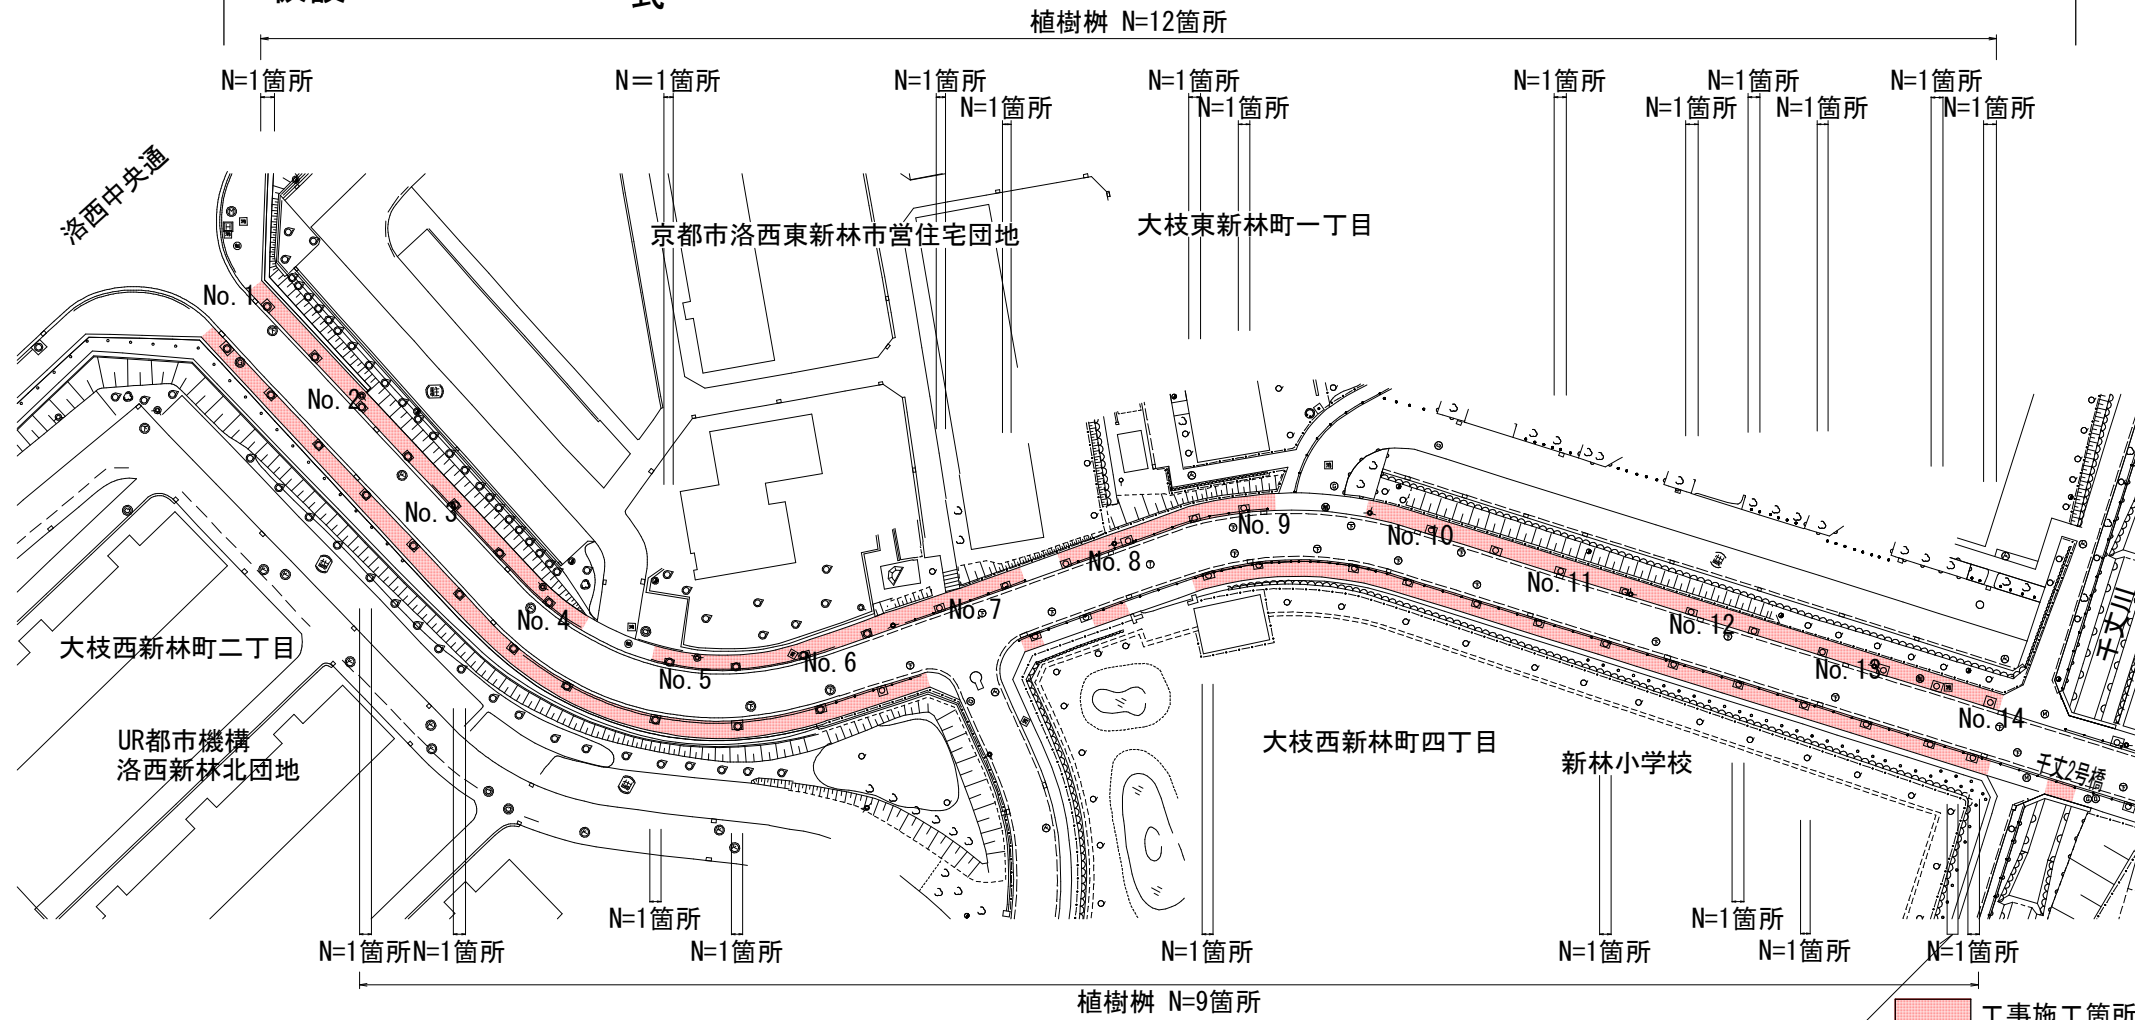 植樹桝 N=12箇所
N=1箇所
N＝1箇所
N=1箇所
N=1箇所
N=1箇所
N=1箇所
N=1箇所
N=1箇所
N=1箇所
N=1箇所
N=1箇所
N=1箇所
洛西中央通
京都市洛西東新林市営住宅団地
大枝東新林町一丁目
No.1
No.2
No.3
No.4
No.5
No.6
No.7
No.8
No.9
No.10
No.11
No.12
No.13
No.14
大枝西新林町二丁目
UR都市機構
洛西新林北団地
大枝西新林町四丁目
新林小学校
千丈川
千丈2号橋
N=1箇所
N=1箇所
N=1箇所
N=1箇所
N=1箇所
N=1箇所
N=1箇所
N=1箇所
N=1箇所
植樹桝 N=9箇所
工事施工箇所